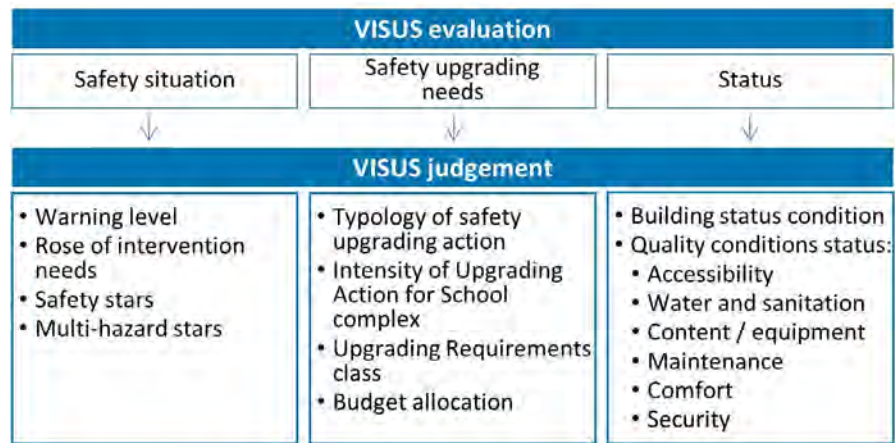 VISUS evaluation
Safety situation
Safety upgrading
needs
Status
VISUS judgement
• Warning level
• Rose of intervention
needs
• Safety stars
• Multi-hazard stars
• Typology of safety
upgrading action
• Intensity of Upgrading
Action for School
complex
• Upgrading Requirements
class
• Budget allocation
• Building status condition
• Quality conditions status:
• Accessibility
• Water and sanitation
• Content / equipment
• Maintenance
• Comfort
• Security